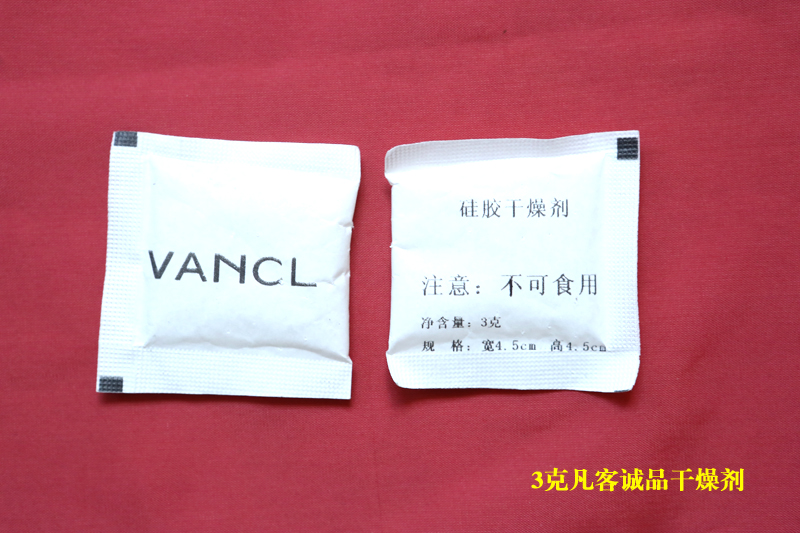 VANCL
硅胶干燥剂
注意：不可食用
净含量：3克
规 格：宽4.5cm 高4.5cm
3克凡客诚品干燥剂